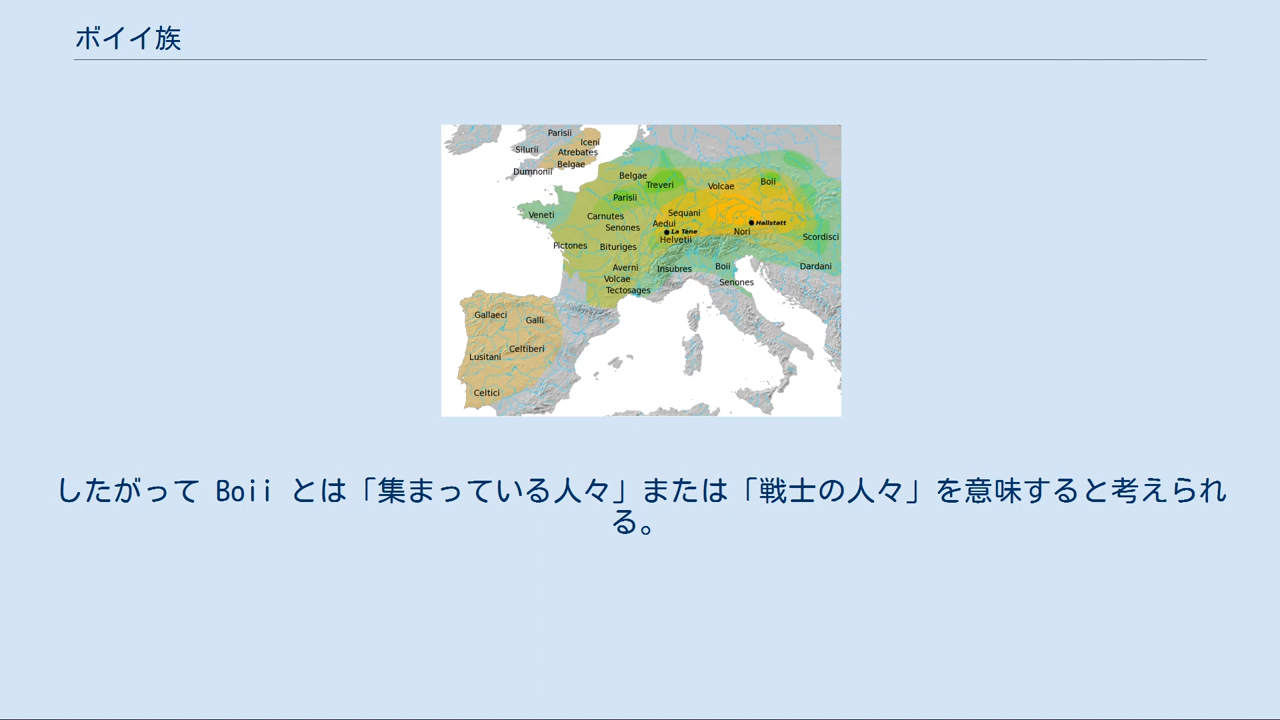 ボイイ族
Parisii
Iceni
Silurii
Atrebates
Belgae
Dumnonii
Belgae
Treveri
Volcae
Boii
Parisii
Veneti
Carnutes
Sequani
Senones
Aedui
Hallstatt
La Tène
Nori
Helvetii
Scordisci
Pictones
Bituriges
Averni
Insubres
Boii
Dardani
Volcae
Tectosages
Senones
Gallaeci
Galli
Celtiberi
Lusitani
Celtici
したがって Boii とは「集まっている人々」または「戦士の人々」を意味すると考えられ
る。